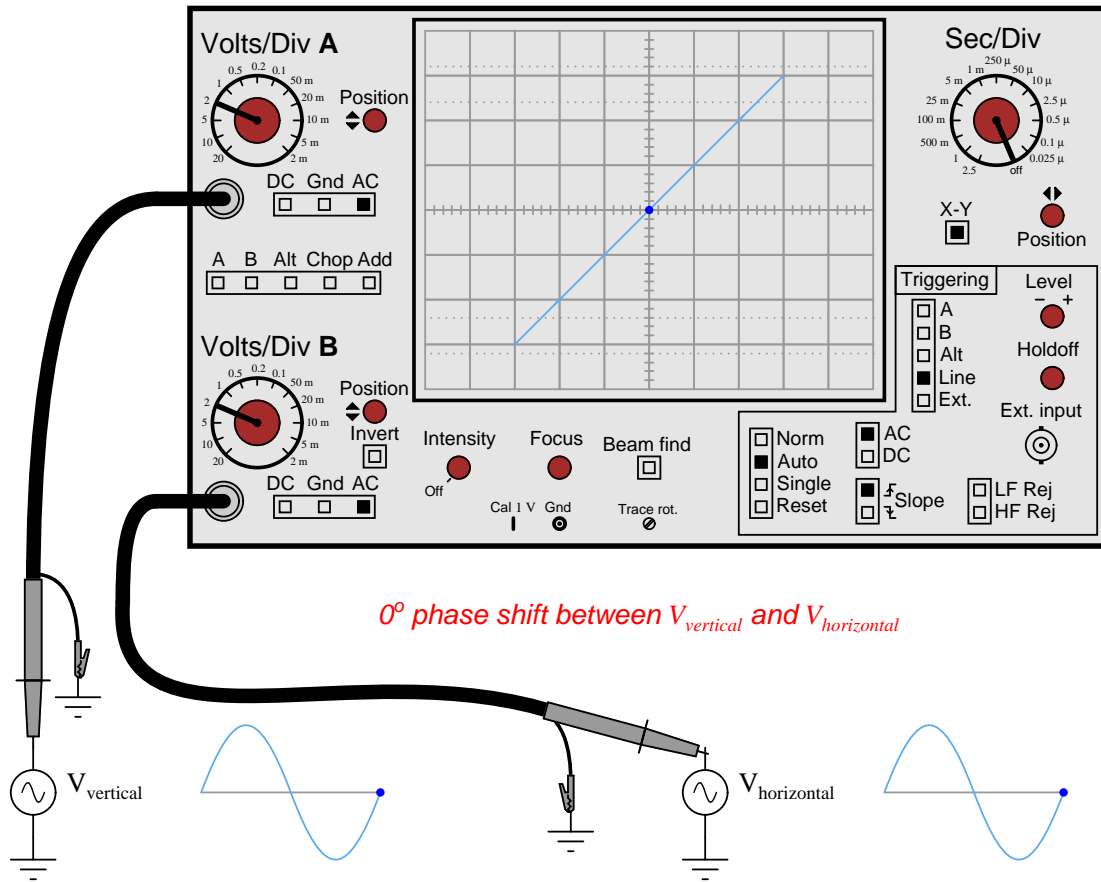 Volts/Div A
20 10 5 2 1 0.5 0.2 0.1 50 m 20 m 10 m 5 m 2 m
Position
DC Gnd AC
A B Alt Chop Add
Volts/Div B
20 10 5 2 1 0.5 0.2 0.1 50 m 20 m 10 m 5 m 2 m
Position
Invert
DC Gnd AC
Intensity
Off
Focus
Beam find
Cal 1 V Gnd
Trace rot.
Sec/Div
2.5 1 500 m 100 m 25 m 5 m 1 m 250 µ 50 µ 10 µ 2.5 µ 0.5 µ 0.1 µ 0.025 µ off
X-Y
Position
Triggering
A
B
Alt
Line
Ext.
Level
− +
Holdoff
Ext. input
Norm
Auto
Single
Reset
AC
DC
Slope
LF Rej
HF Rej
0° phase shift between Vvertical and Vhorizontal
Vvertical
Vhorizontal